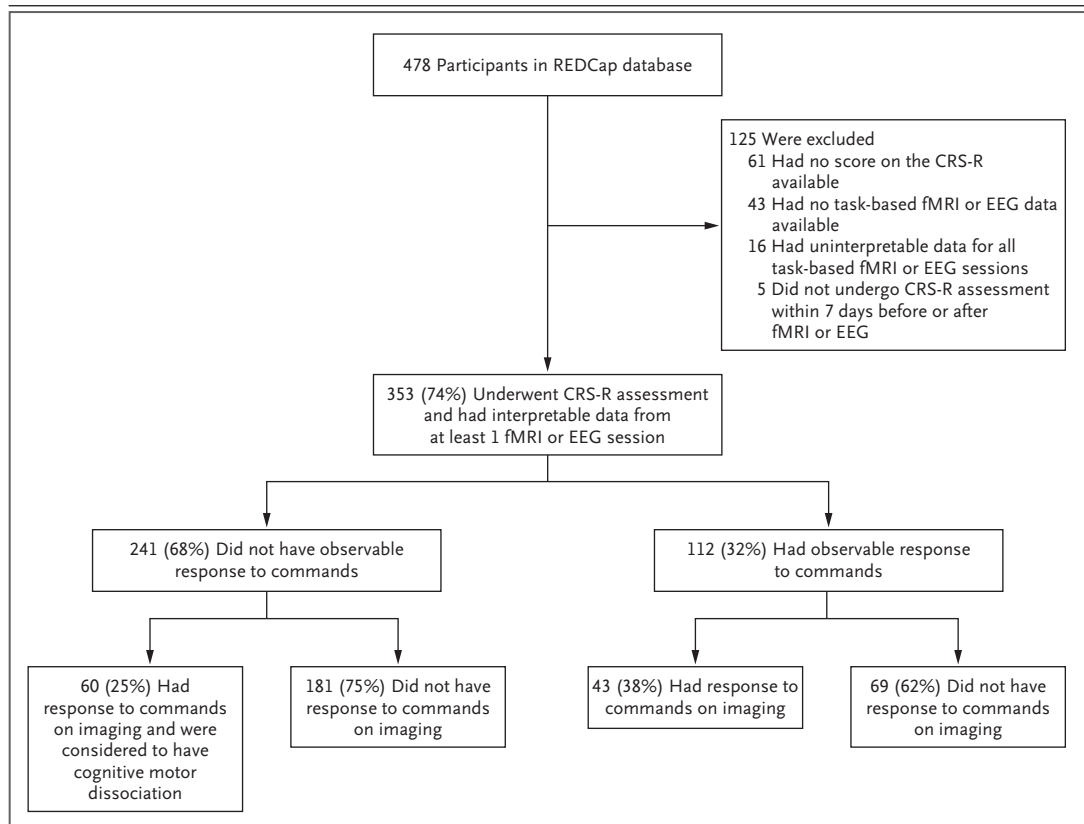 478 Participants in REDCap database
125 Were excluded
61 Had no score on the CRS-R
available
43 Had no task-based fMRI or EEG data
available
16 Had uninterpretable data for all
task-based fMRI or EEG sessions
5 Did not undergo CRS-R assessment
within 7 days before or after
fMRI or EEG
353 (74%) Underwent CRS-R assessment
and had interpretable data from
at least 1 fMRI or EEG session
241 (68%) Did not have observable
response to commands
112 (32%) Had observable response
to commands
60 (25%) Had
response to commands
on imaging and were
considered to have
cognitive motor
dissociation
181 (75%) Did not have
response to commands
on imaging
43 (38%) Had response to
commands on imaging
69 (62%) Did not have
response to commands
on imaging